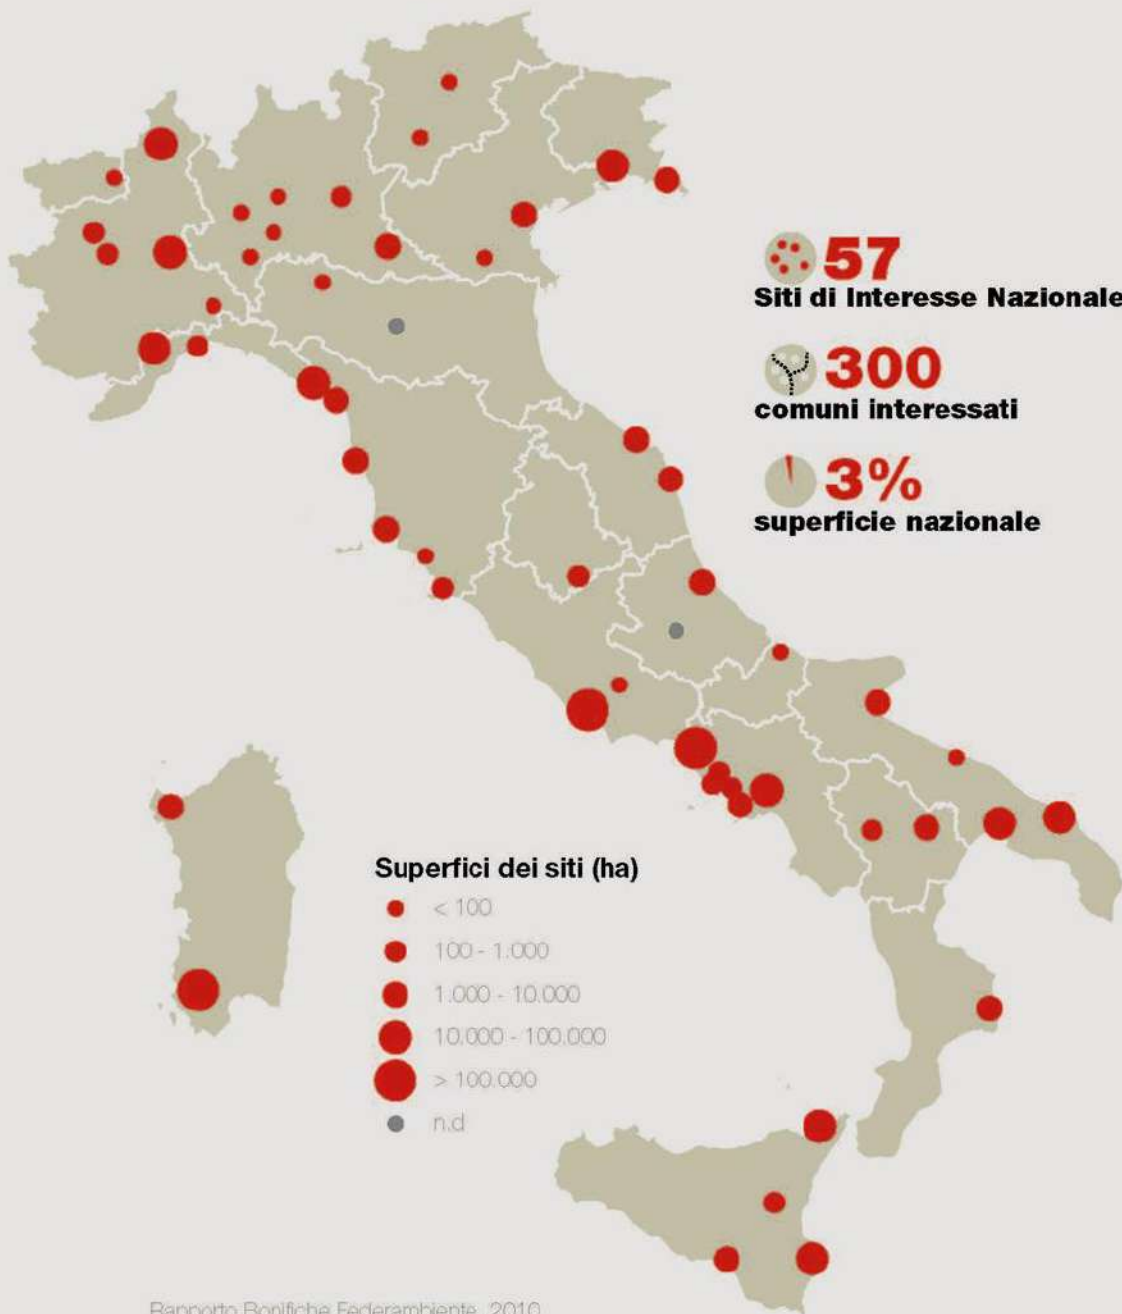 57
Siti di Interesse Nazionale
300
comuni interessati
3%
superficie nazionale
Superfici dei siti (ha)
< 100
100 - 1.000
1.000 - 10.000
10.000 - 100.000
> 100.000
n.d
Rapporto Bonifiche Federambiente, 2010